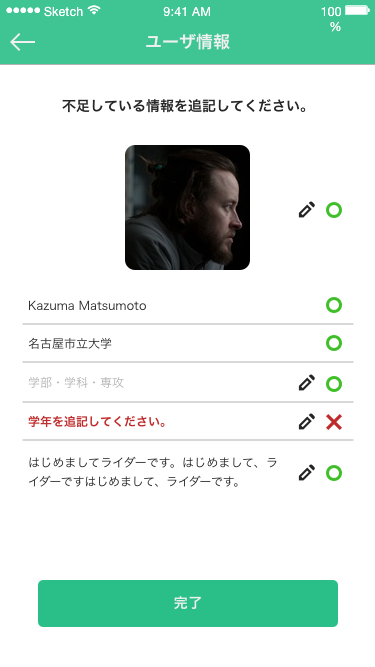 Sketch 9:41 AM 100
%
ユーザ情報
不足している情報を追記してください。
Kazuma Matsumoto
名古屋市立大学
学部・学科・専攻
学年を追記してください。
はじめましてライダーです。はじめまして、ラ
イダーですはじめまして、ライダーです。
完了